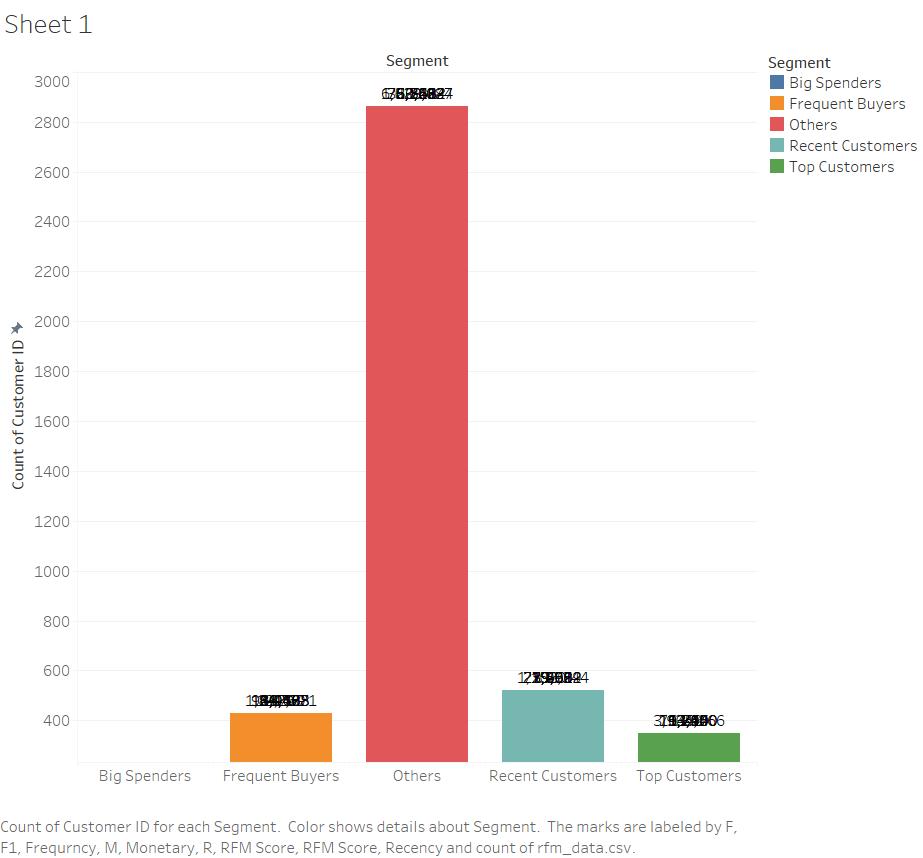 Sheet 1
Segment
Segment
Big Spenders
Frequent Buyers
Others
Recent Customers
Top Customers
3000
2800
2600
2400
2200
2000
1800
1600
1400
1200
1000
800
600
400
Count of Customer ID
Big Spenders Frequent Buyers Others Recent Customers Top Customers
Count of Customer ID for each Segment. Color shows details about Segment. The marks are labeled by F,
F1, Frequrncy, M, Monetary, R, RFM Score, RFM Score, Recency and count of rfm_data.csv.